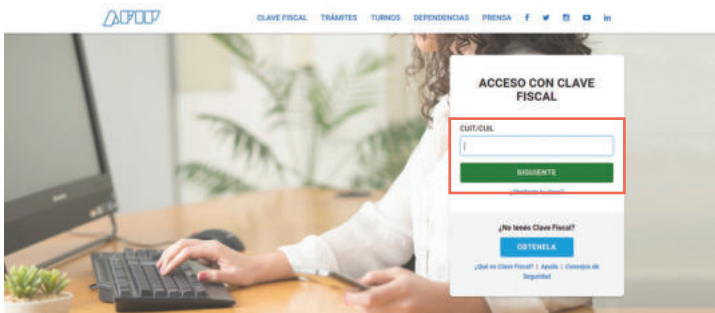 AFIP
CLAVE FISCAL TRÁMITES TURNOS DEPENDENCIAS PRENSA
ACCESO CON CLAVE
FISCAL
CUIT/CUIL
SIGUIENTE
¿No tenés Clave Fiscal?
OBTENELA
¿Qué es Clave Fiscal? | Ayuda | Consejos de
Seguridad